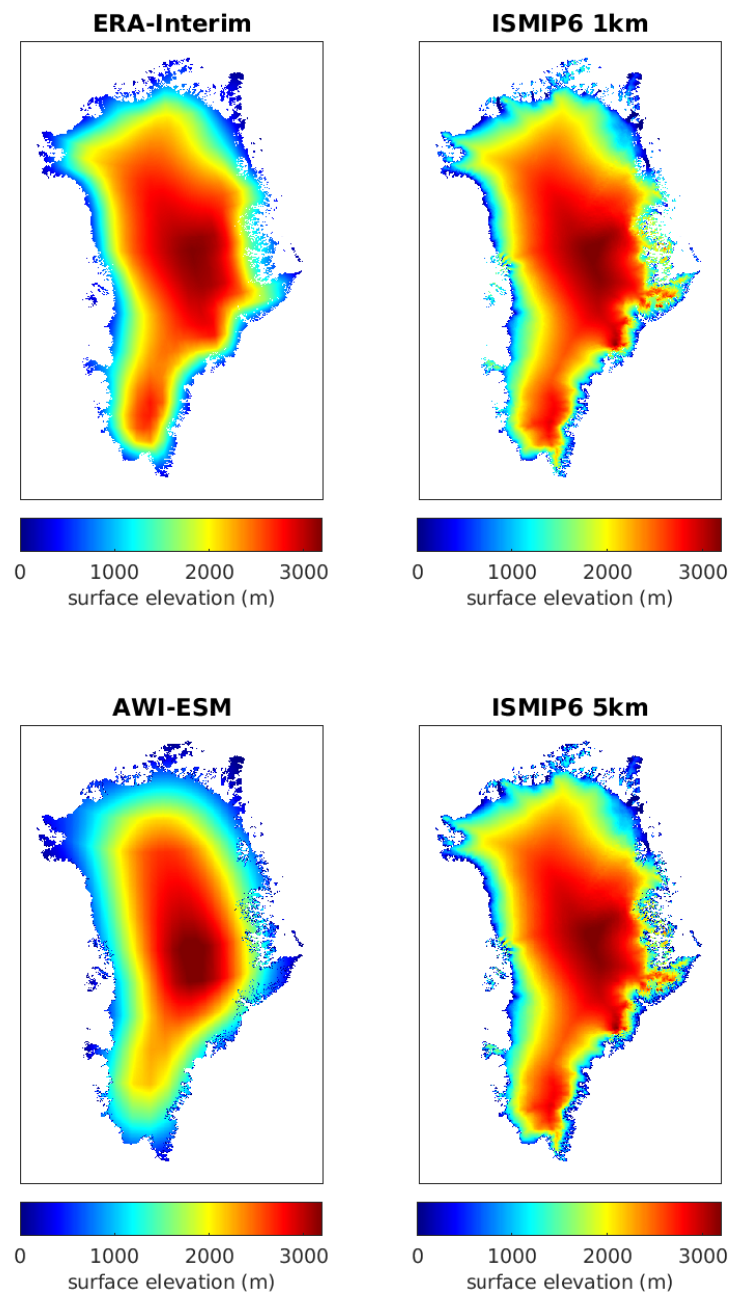 ERA-Interim
ISMIP6 1km
0 1000 2000 3000
surface elevation (m)
0 1000 2000 3000
surface elevation (m)
AWI-ESM
ISMIP6 5km
0 1000 2000 3000
surface elevation (m)
0 1000 2000 3000
surface elevation (m)